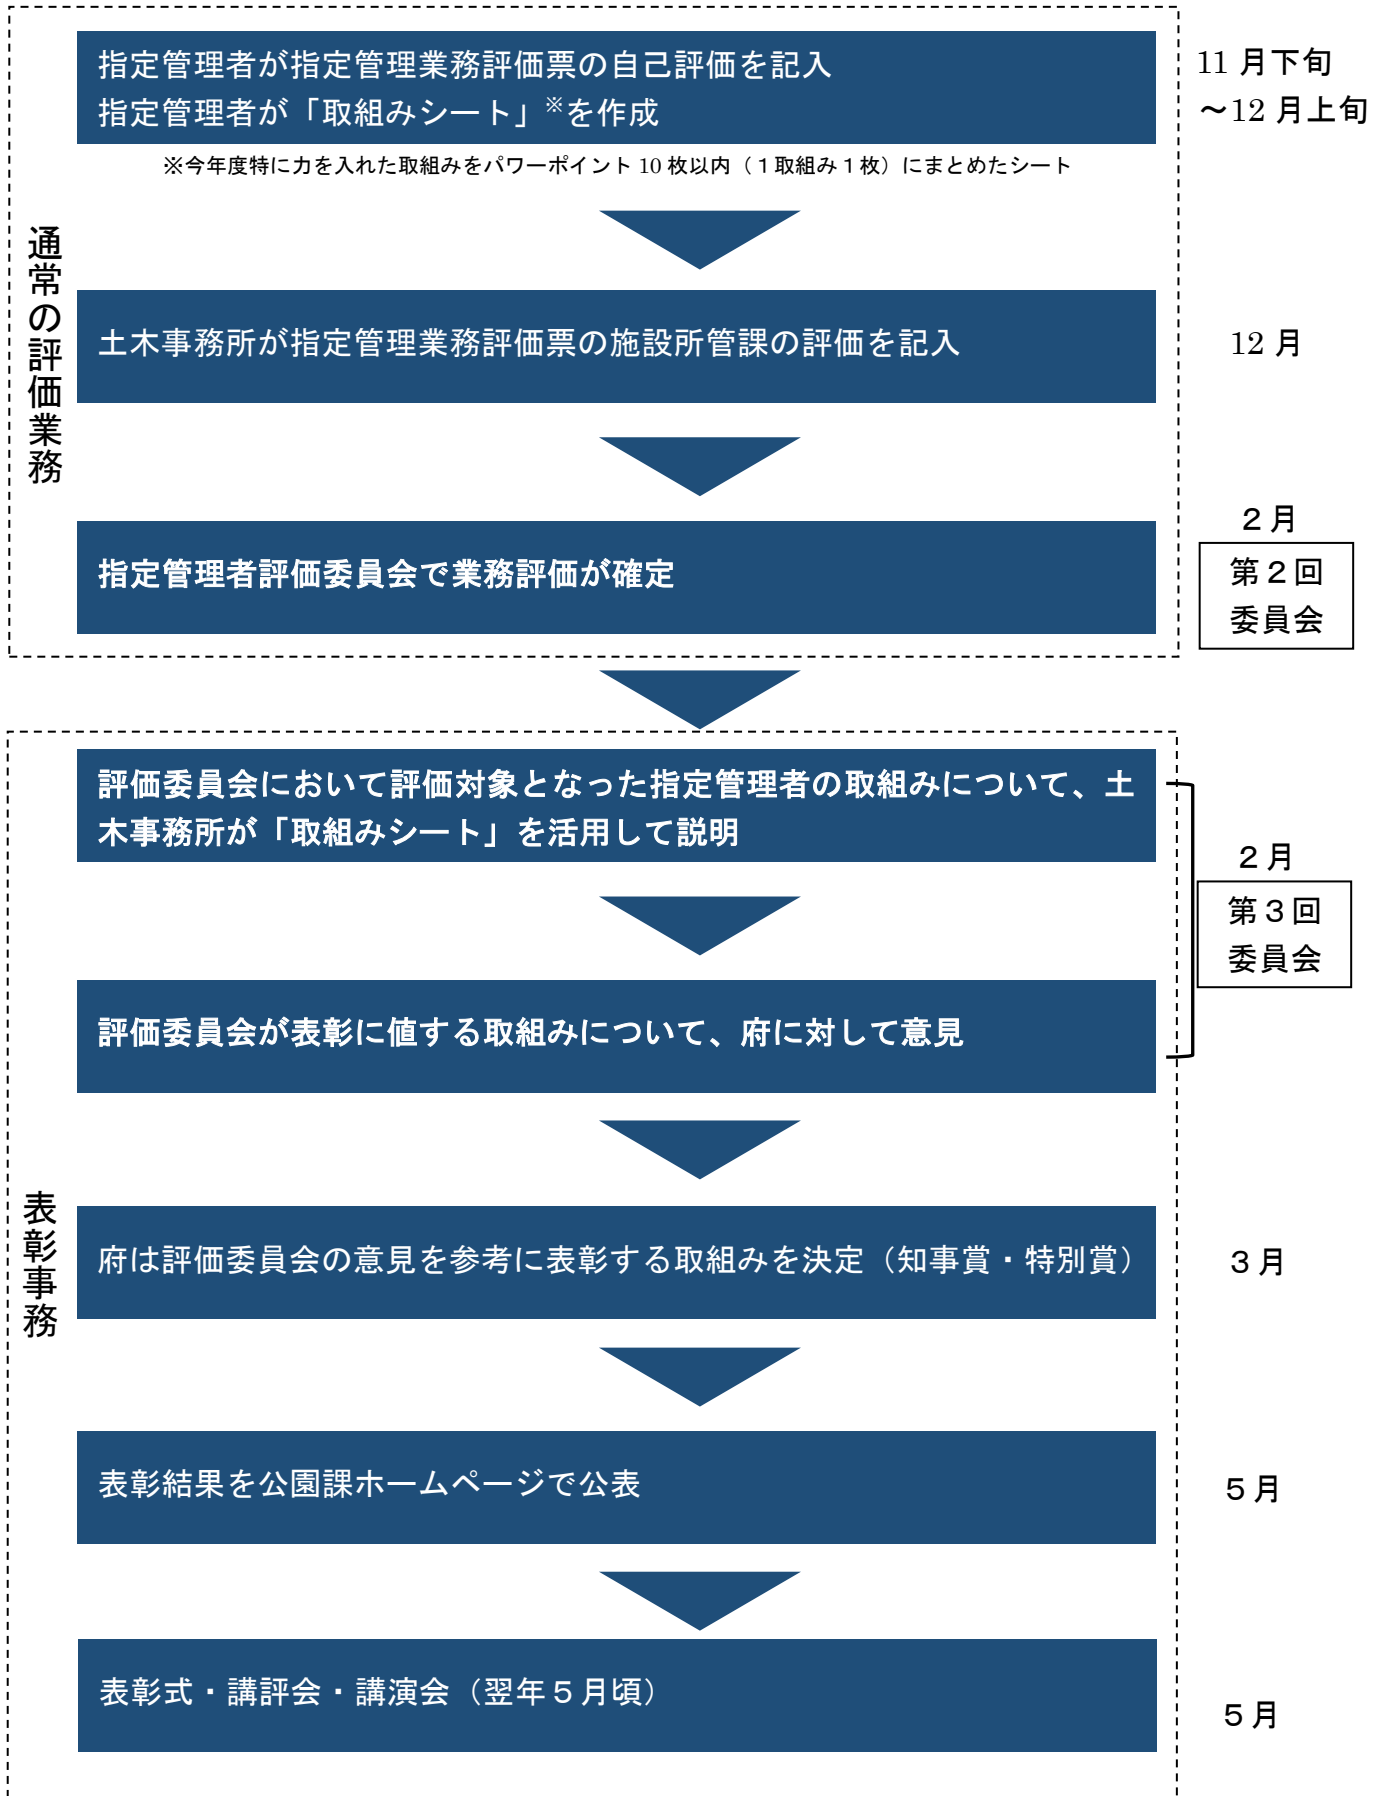 指定管理者が指定管理業務評価票の自己評価を記入
指定管理者が「取組みシート」※を作成
11 月下旬
～12 月上旬
※今年度特に力を入れた取組みをパワーポイント 10 枚以内（１取組み１枚）にまとめたシート
通常の評価業務
土木事務所が指定管理業務評価票の施設所管課の評価を記入
12 月
指定管理者評価委員会で業務評価が確定
２月
第２回
委員会
評価委員会において評価対象となった指定管理者の取組みについて、土
木事務所が「取組みシート」を活用して説明
２月
第３回
委員会
評価委員会が表彰に値する取組みについて、府に対して意見
表彰事務
府は評価委員会の意見を参考に表彰する取組みを決定（知事賞・特別賞）
３月
表彰結果を公園課ホームページで公表
５月
表彰式・講評会・講演会（翌年５月頃）
５月